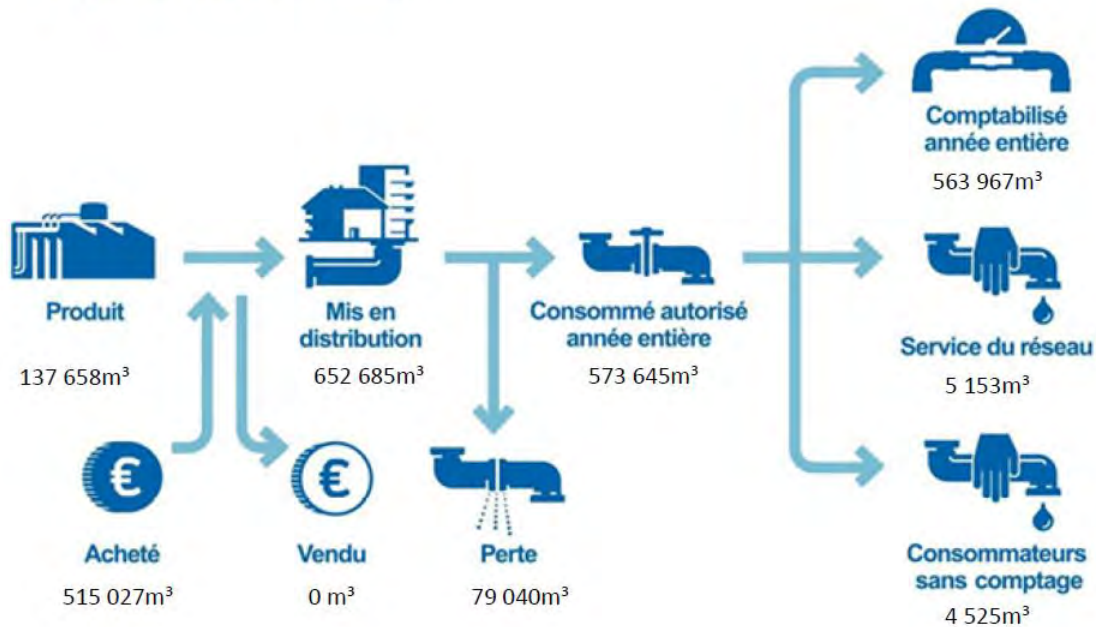 Comptabilisé
année entière
563 967m³
Produit
137 658m³
Mis en
distribution
652 685m³
Consommé autorisé
année entière
573 645m³
Service du réseau
5 153m³
€
Acheté
515 027m³
€
Vendu
0 m³
Perte
79 040m³
Consommateurs
sans comptage
4 525m³